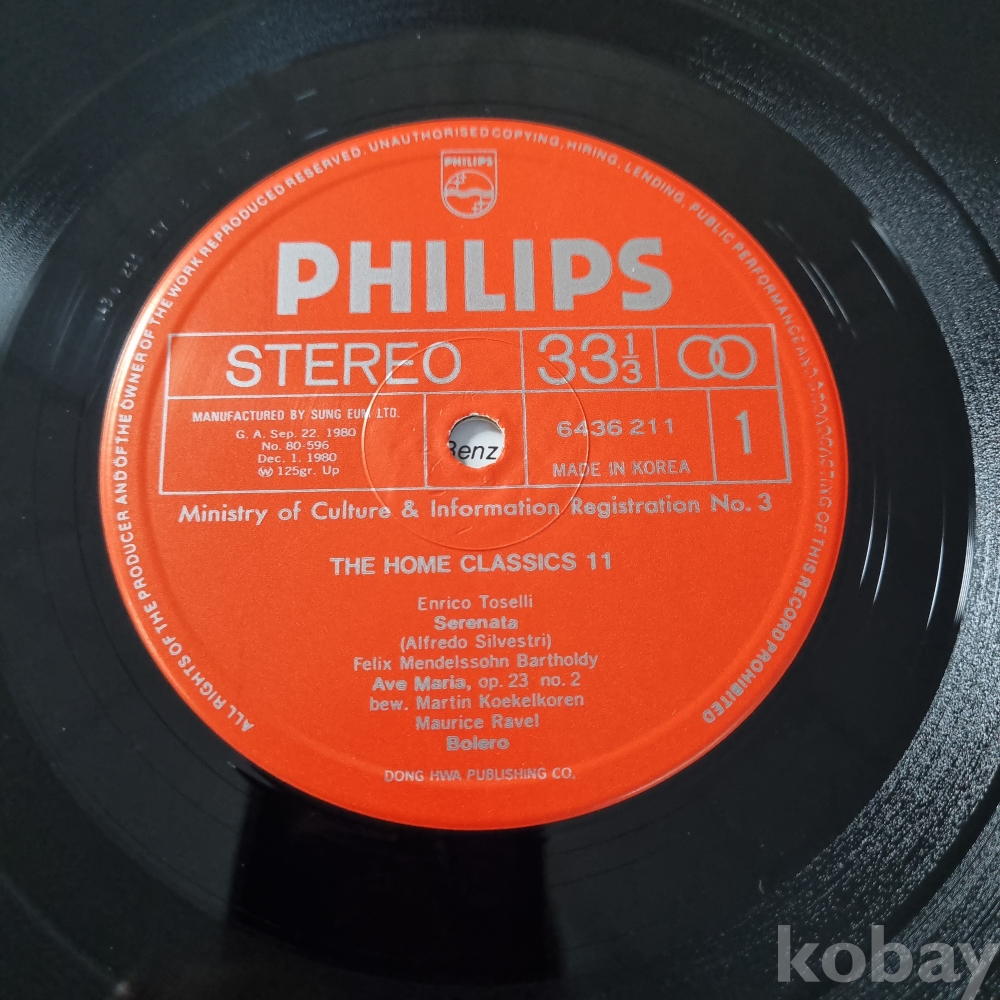 ALL RIGHTS OF THE PRODUCER AND OF THE OWNER OF THE WORK REPRODUCED RESERVED. UNAUTHORISED COPYING, HIRING, LENDING, PUBLIC PERFORMANCE AND BROADCASTING OF THIS RECORD PROHIBITED
PHILIPS
PHILIPS
STEREO
33 1/3
MANUFACTURED BY SUNG EUM LTD.
G. A. Sep. 22. 1980
No. 80-596
Dec. 1. 1980
Ⓦ 125gr. Up
Benz
6436 211
MADE IN KOREA
1
Ministry of Culture & Information Registration No. 3
THE HOME CLASSICS 11
Enrico Toselli
Serenata
(Alfredo Silvestri)
Felix Mendelssohn Bartholdy
Ave Maria, op. 23 no. 2
bew. Martin Koekelkoren
Maurice Ravel
Bolero
DONG HWA PUBLISHING CO.
kobay